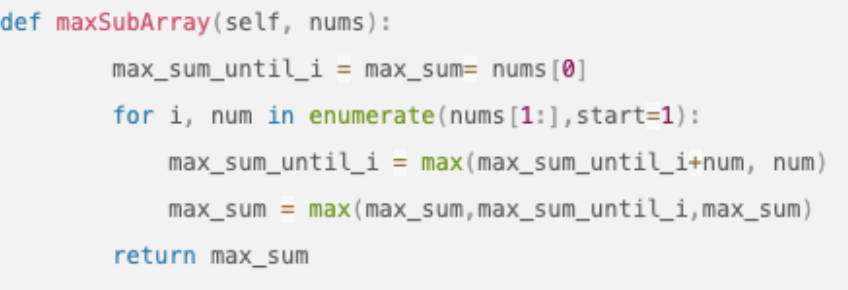 def maxSubArray(self, nums):
        max_sum_until_i = max_sum= nums[0]
        for i, num in enumerate(nums[1:],start=1):
            max_sum_until_i = max(max_sum_until_i+num, num)
            max_sum = max(max_sum,max_sum_until_i,max_sum)
        return max_sum